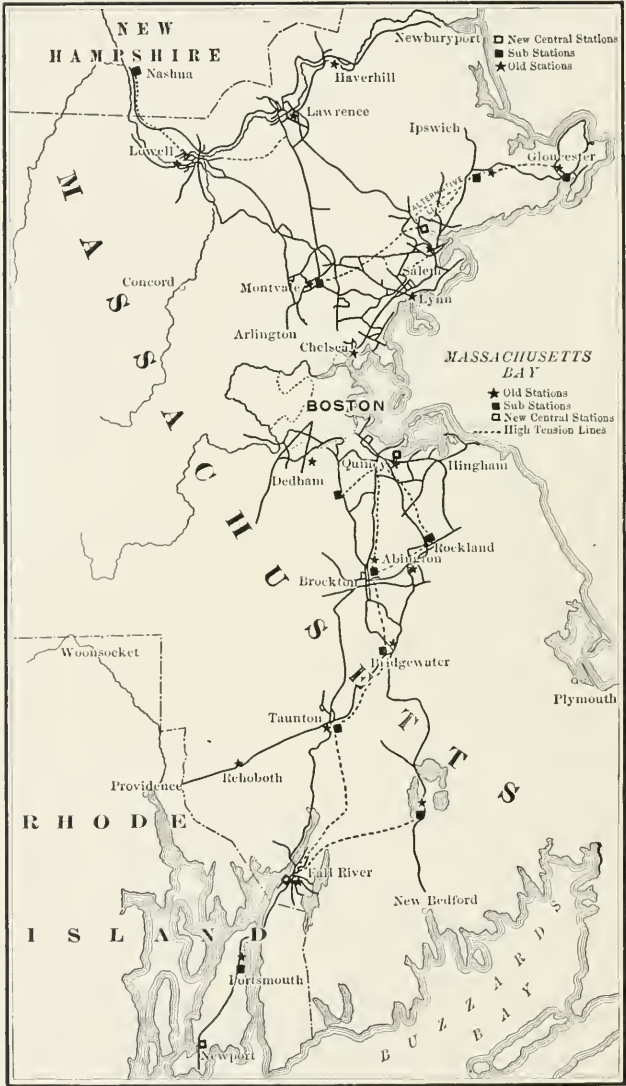 NEW
HAMPSHIRE
Newburyport
New Central Stations
Sub Stations
Old Stations
Nashua
Haverhill
Lawrence
Ipswich
Lowell
Gloucester
ALTERNATIVE
MASSACHUSETTS
Salem
Concord
Montvale
Lynn
Arlington
Chelsea
MASSACHUSETTS
BAY
Old Stations
Sub Stations
New Central Stations
High Tension Lines
BOSTON
Quincy
Hingham
Dedham
Rockland
Abington
Brockton
Woonsocket
Bridgewater
Plymouth
Taunton
Rehoboth
Providence
RHODE
ISLAND
Fall River
New Bedford
Portsmouth
BUZZARDS
BAY
Newport